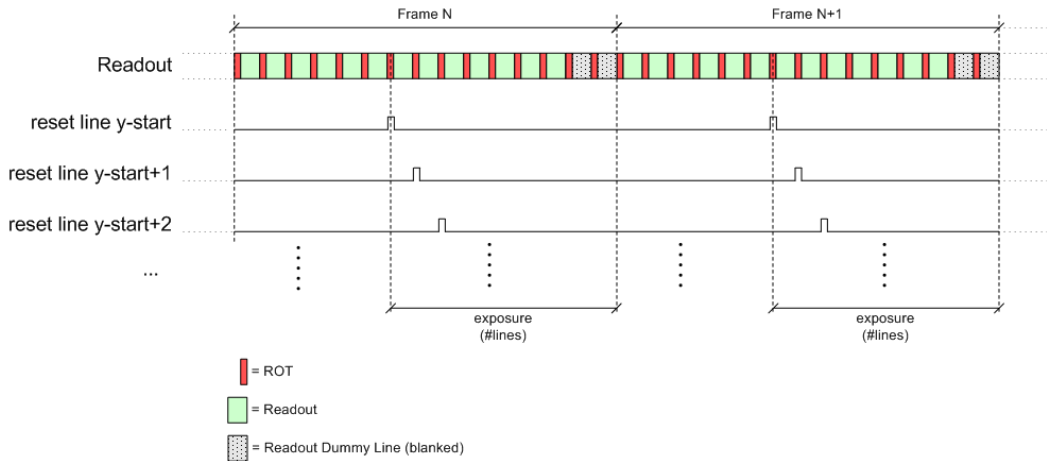 Frame N
Frame N+1
Readout
reset line y-start
reset line y-start+1
reset line y-start+2
...
exposure
(#lines)
exposure
(#lines)
= ROT
= Readout
= Readout Dummy Line (blanked)